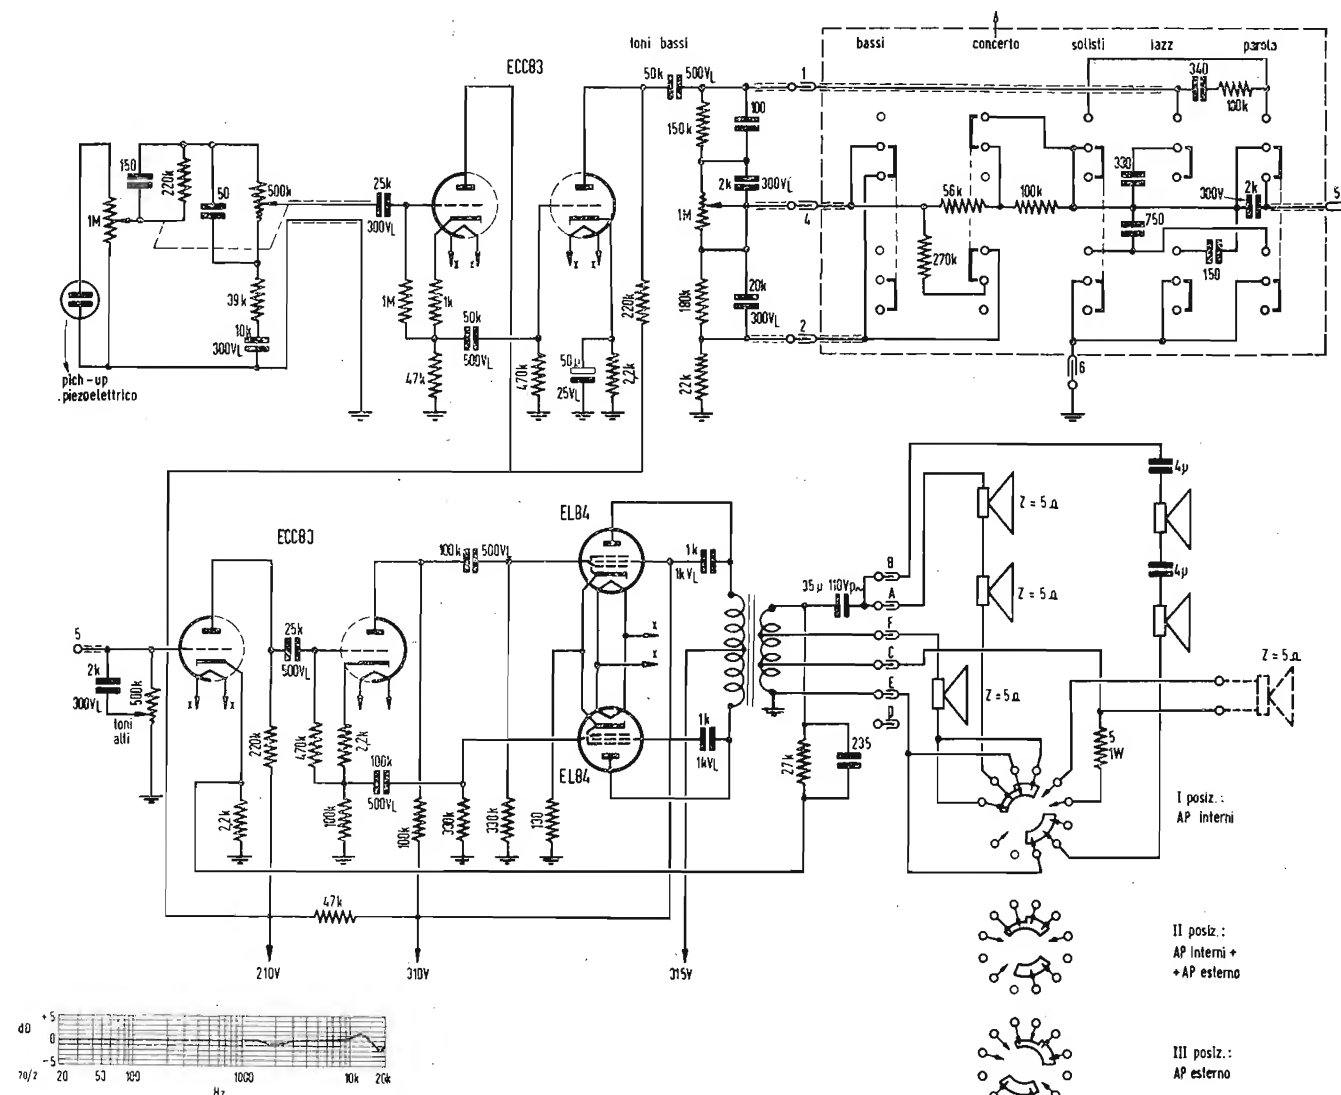 toni bassi
bassi
concerto
solisti
jazz
parola
ECC83
50k
500VL
1
340
100k
150
220k
50
500k
25k
300VL
150k
100
1M
2k
300VL
1M
4
56k
100k
330
300V
2k
5
750
270k
150
39k
10k
300VL
1M
1k
50k
500VL
x
x
x
x
220k
180k
20k
300VL
2
6
pich-up
piezoelettrico
47k
470k
50μ
25VL
2,2k
22k
ECC83
EL84
100k
500VL
1k
1kVL
35μ 110Vp
B
A
F
C
E
D
Z = 5Ω
4μ
Z = 5Ω
4μ
Z = 5Ω
Z = 5Ω
5
2k
300VL
500k
toni
alti
25k
500VL
x
x
x
x
220k
470k
2,2k
100k
500VL
EL84
1k
1kVL
27k
235
5
1W
2,2k
100k
100k
330k
330k
130
I posiz.:
AP interni
47k
210V
310V
315V
II posiz.:
AP interni +
+ AP esterno
III posiz.:
AP esterno
dB
+5
0
-5
70/2
20
50
100
1000
10k
20k
Hz